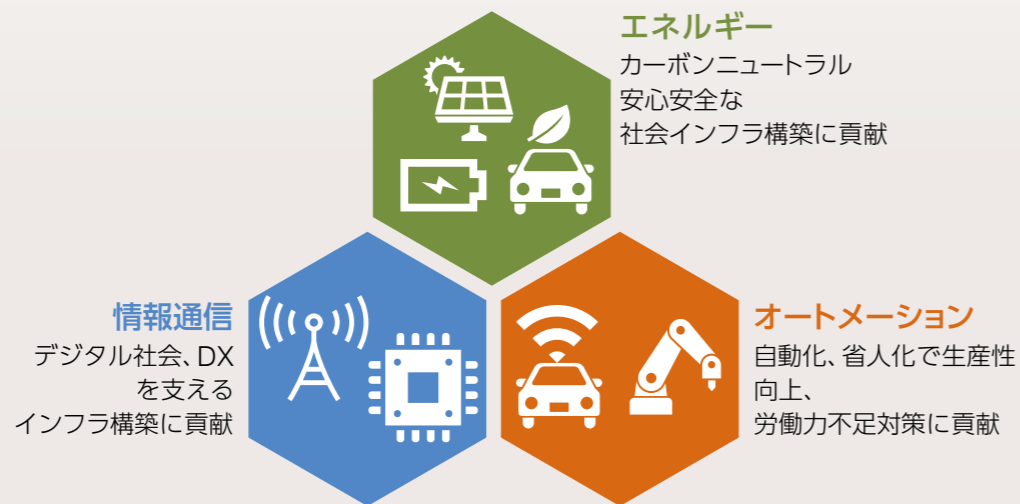 エネルギー
カーボンニュートラル
安心安全な
社会インフラ構築に貢献
情報通信
デジタル社会、DX
を支える
インフラ構築に貢献
オートメーション
自動化、省人化で生産性
向上、
労働力不足対策に貢献